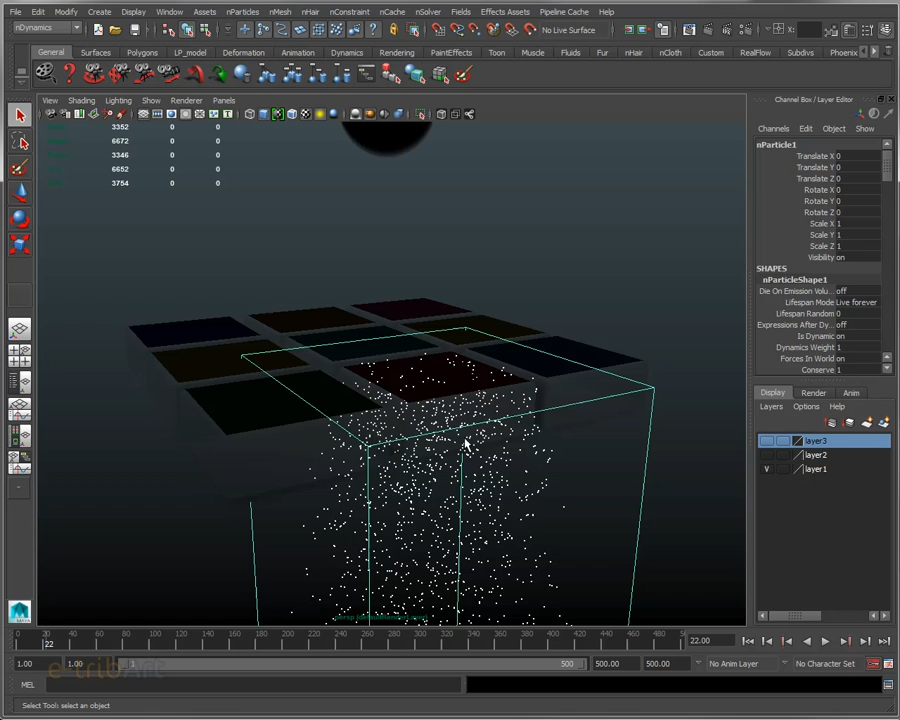 File Edit Modify Create Display Window Assets nParticles nMesh nHair nConstraint nCache nSolver Fields Effects Assets Pipeline Cache Help
nDynamics No Live Surface X:
General Surfaces Polygons LP_model Deformation Animation Dynamics Rendering PaintEffects Toon Muscle Fluids Fur nHair nCloth Custom RealFlow Subdivs Phoenix
View Shading Lighting Show Renderer Panels
3352 0 0
6672 0 0
3346 0 0
6652 0 0
3754 0 0
Channel Box / Layer Editor
Channels Edit Object Show
nParticle1
Translate X 0
Translate Y 0
Translate Z 0
Rotate X 0
Rotate Y 0
Rotate Z 0
Scale X 1
Scale Y 1
Scale Z 1
Visibility on
SHAPES
nParticleShape1
Die On Emission Volu... off
Lifespan Mode Live forever
Lifespan Random 0
Expressions After Dy... off
Is Dynamic on
Dynamics Weight 1
Forces In World on
Conserve 1
Display Render Anim
Layers Options Help
layer3
layer2
V layer1
0 20 40 60 80 100 120 140 160 180 200 220 240 260 280 300 320 340 360 380 400 420 440 460 480
22
22.00
1.00 1.00 1 500 500.00 500.00 No Anim Layer No Character Set
e-tribArt
MEL
Select Tool: select an object